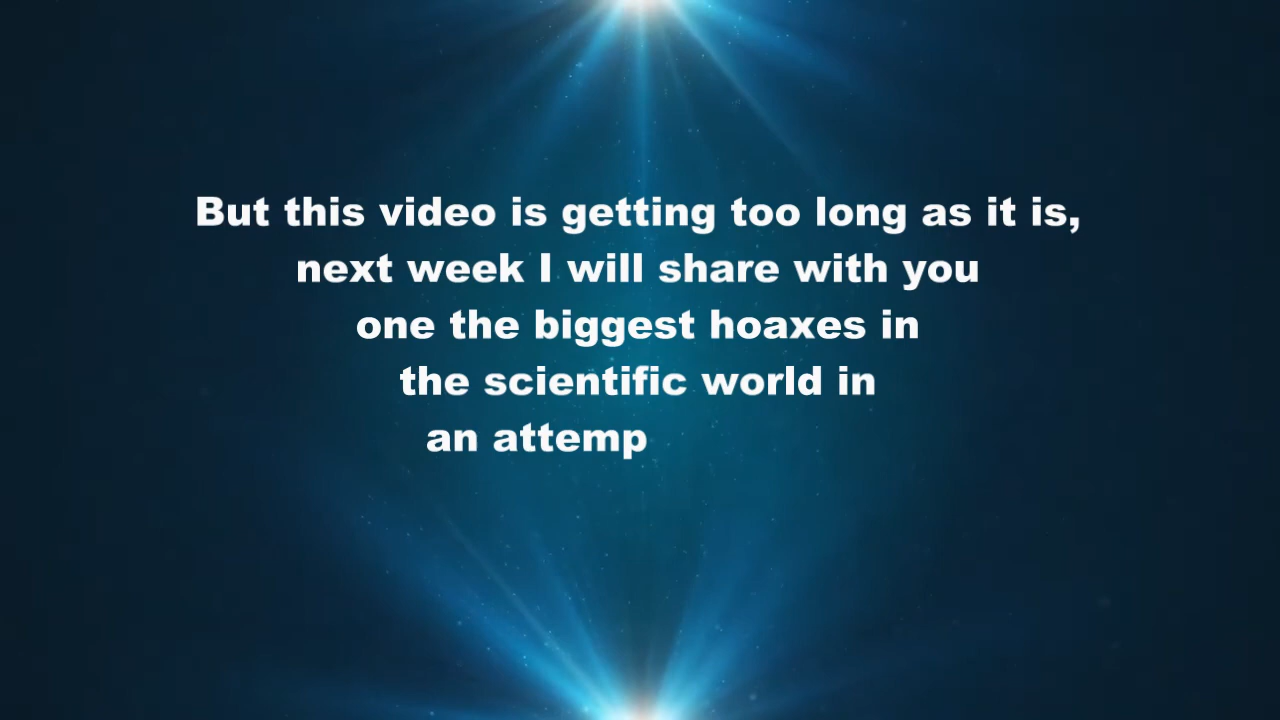 But this video is getting too long as it is,
next week I will share with you
one the biggest hoaxes in
the scientific world in
an attemp